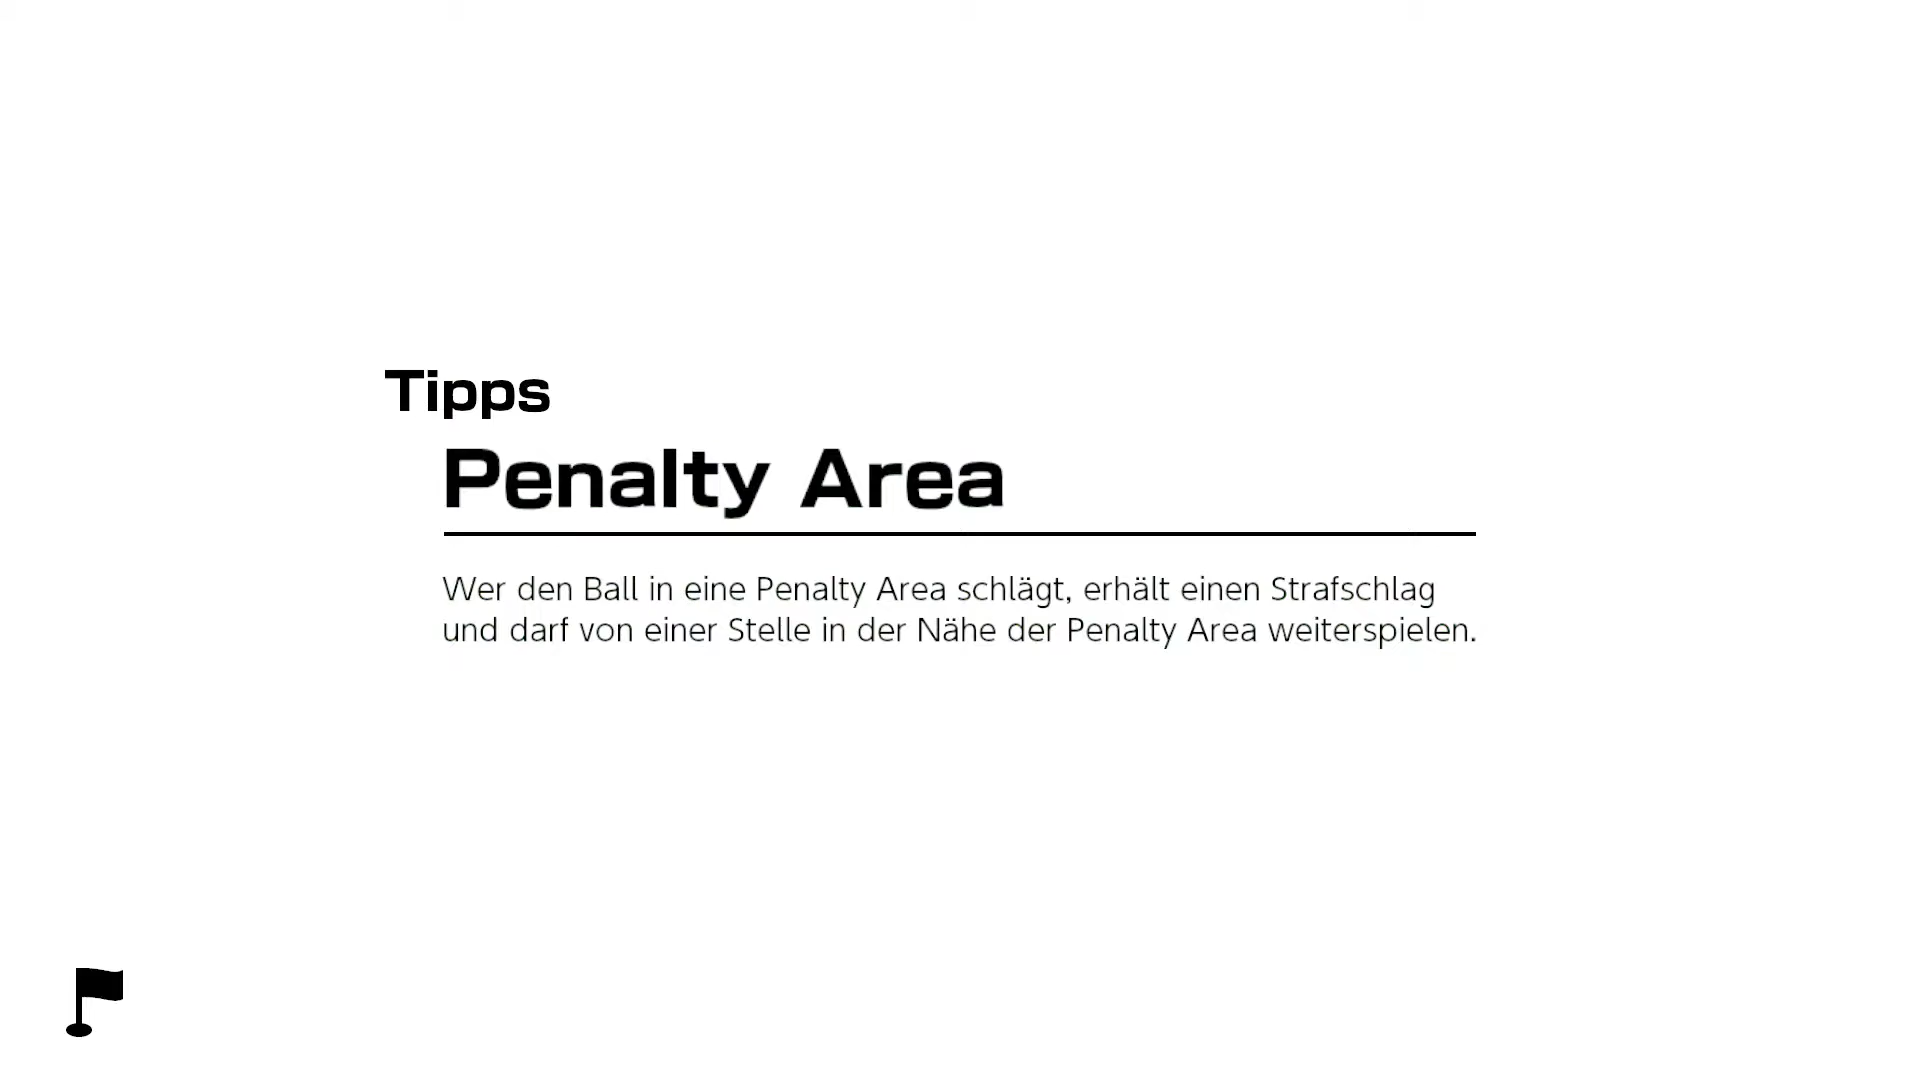 Tipps
Penalty Area
Wer den Ball in eine Penalty Area schlägt, erhält einen Strafschlag
und darf von einer Stelle in der Nähe der Penalty Area weiterspielen.